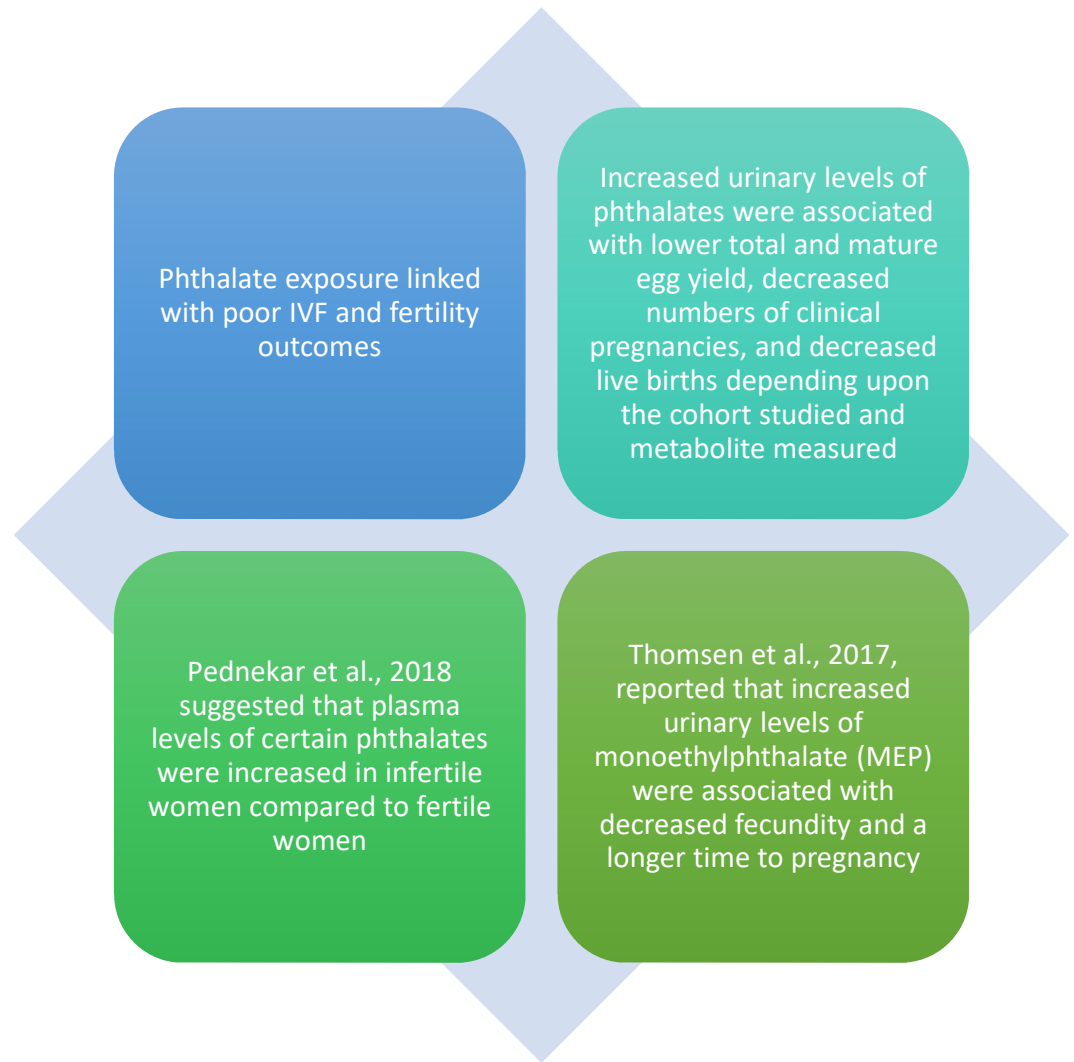 Phthalate exposure linked
with poor IVF and fertility
outcomes
Increased urinary levels of
phthalates were associated
with lower total and mature
egg yield, decreased
numbers of clinical
pregnancies, and decreased
live births depending upon
the cohort studied and
metabolite measured
Pednekar et al., 2018
suggested that plasma
levels of certain phthalates
were increased in infertile
women compared to fertile
women
Thomsen et al., 2017,
reported that increased
urinary levels of
monoethylphthalate (MEP)
were associated with
decreased fecundity and a
longer time to pregnancy